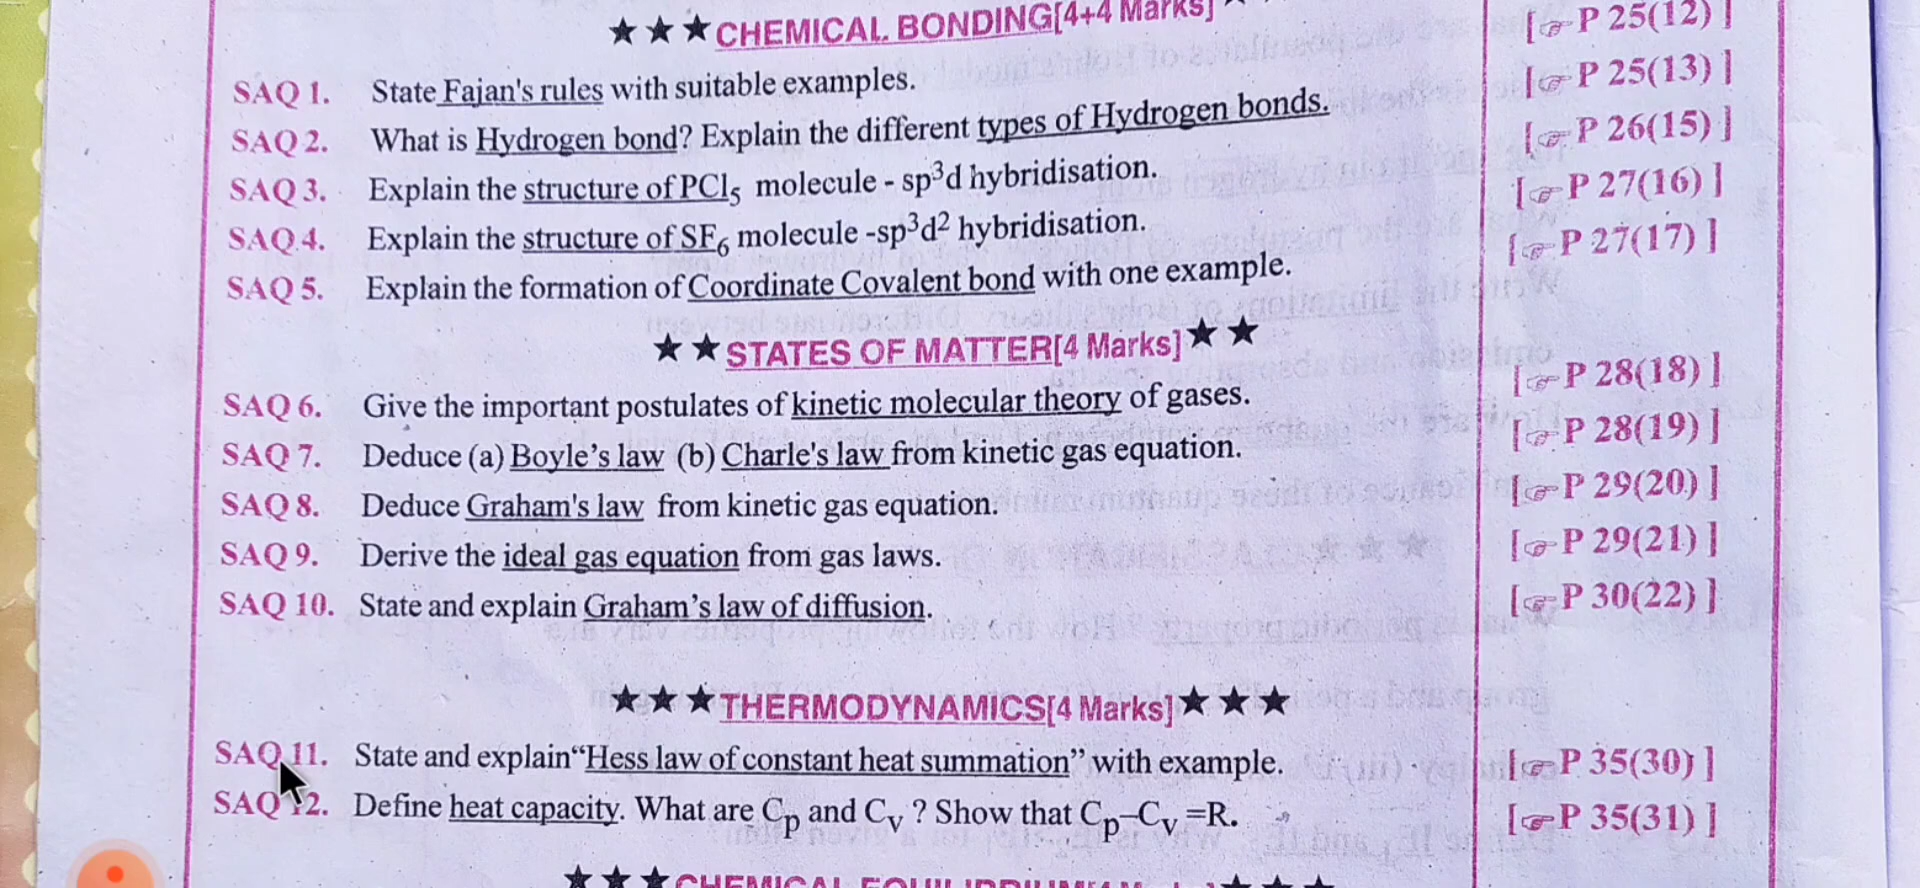 ★★★CHEMICAL BONDING[4+4 Marks]★
[☞P 25(12) ]
SAQ 1. State Fajan's rules with suitable examples. [☞P 25(13) ]
SAQ 2. What is Hydrogen bond? Explain the different types of Hydrogen bonds. [☞P 26(15) ]
SAQ 3. Explain the structure of PCl₅ molecule - sp³d hybridisation. [☞P 27(16) ]
SAQ 4. Explain the structure of SF₆ molecule -sp³d² hybridisation. [☞P 27(17) ]
SAQ 5. Explain the formation of Coordinate Covalent bond with one example.
★★STATES OF MATTER[4 Marks]★★
SAQ 6. Give the important postulates of kinetic molecular theory of gases. [☞P 28(18) ]
SAQ 7. Deduce (a) Boyle’s law (b) Charle's law from kinetic gas equation. [☞P 28(19) ]
SAQ 8. Deduce Graham's law from kinetic gas equation. [☞P 29(20) ]
SAQ 9. Derive the ideal gas equation from gas laws. [☞P 29(21) ]
SAQ 10. State and explain Graham’s law of diffusion. [☞P 30(22) ]
★★★THERMODYNAMICS[4 Marks]★★★
SAQ 11. State and explain“Hess law of constant heat summation” with example. [☞P 35(30) ]
SAQ 12. Define heat capacity. What are Cp and Cv ? Show that Cp–Cv =R. [☞P 35(31) ]
★★★CHEMICAL EQUILIBRIUM[4 Marks]★★★